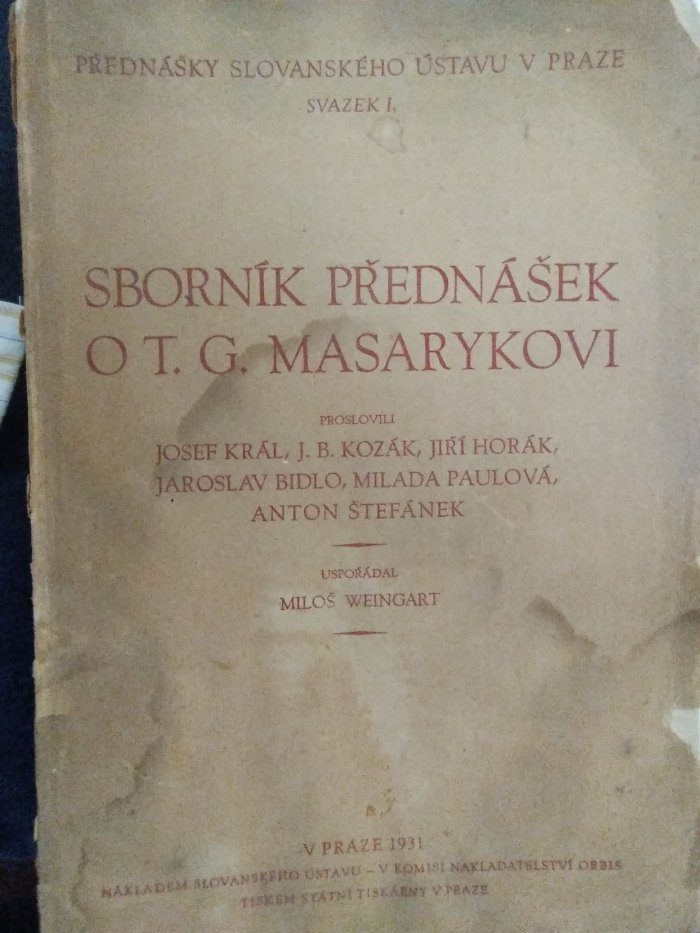 PŘEDNÁŠKY SLOVANSKÉHO ÚSTAVU V PRAZE
SVAZEK I.
SBORNÍK PŘEDNÁŠEK
O T. G. MASARYKOVI
PROSLOVILI
JOSEF KRÁL, J. B. KOZÁK, JIŘÍ HORÁK,
JAROSLAV BIDLO, MILADA PAULOVÁ,
ANTON ŠTEFÁNEK
USPOŘÁDAL
MILOŠ WEINGART
V PRAZE 1931
NÁKLADEM SLOVANSKÉHO ÚSTAVU – V KOMISI NAKLADATELSTVÍ ORBIS
TISKEM STÁTNÍ TISKÁRNY V PRAZE